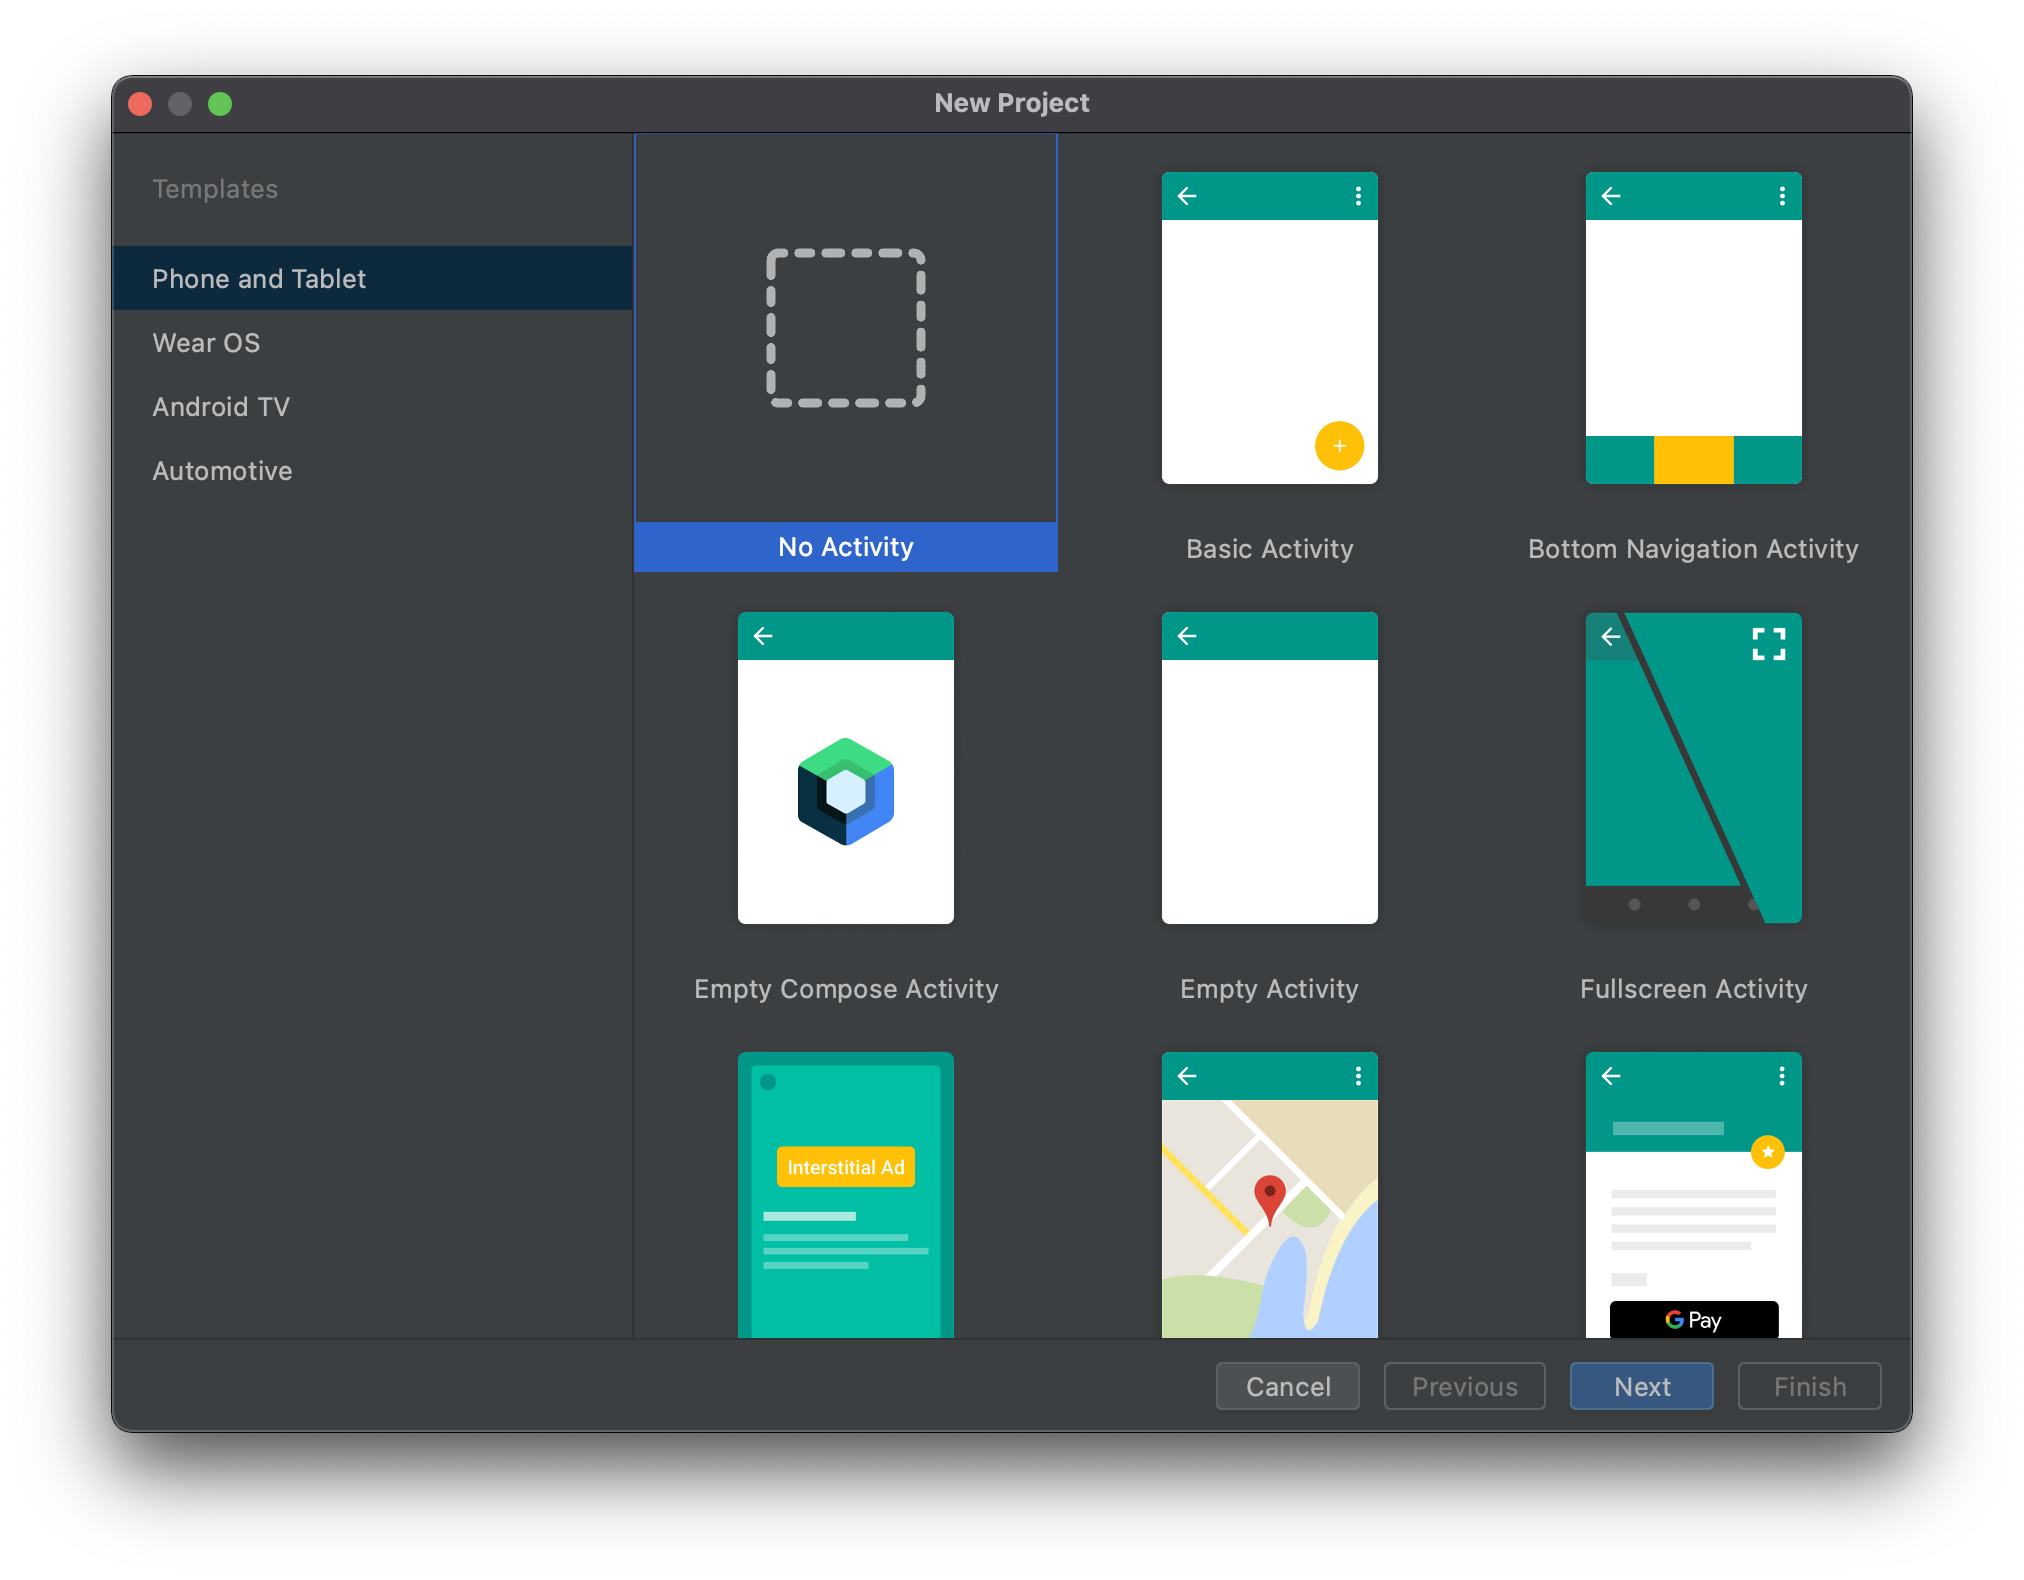 New Project
Templates
Phone and Tablet
Wear OS
Android TV
Automotive
No Activity
Basic Activity
Bottom Navigation Activity
Empty Compose Activity
Empty Activity
Fullscreen Activity
Interstitial Ad
G Pay
Cancel
Previous
Next
Finish